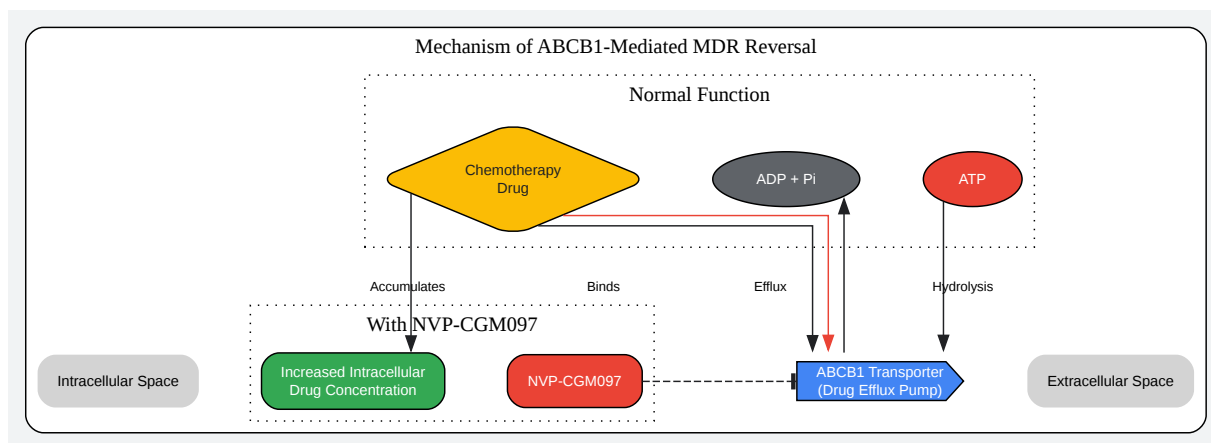 Mechanism of ABCB1-Mediated MDR Reversal
Normal Function
Chemotherapy
Drug
ADP + Pi
ATP
Accumulates
Binds
Efflux
Hydrolysis
With NVP-CGM097
Intracellular Space
Increased Intracellular
Drug Concentration
NVP-CGM097
ABCB1 Transporter
(Drug Efflux Pump)
Extracellular Space